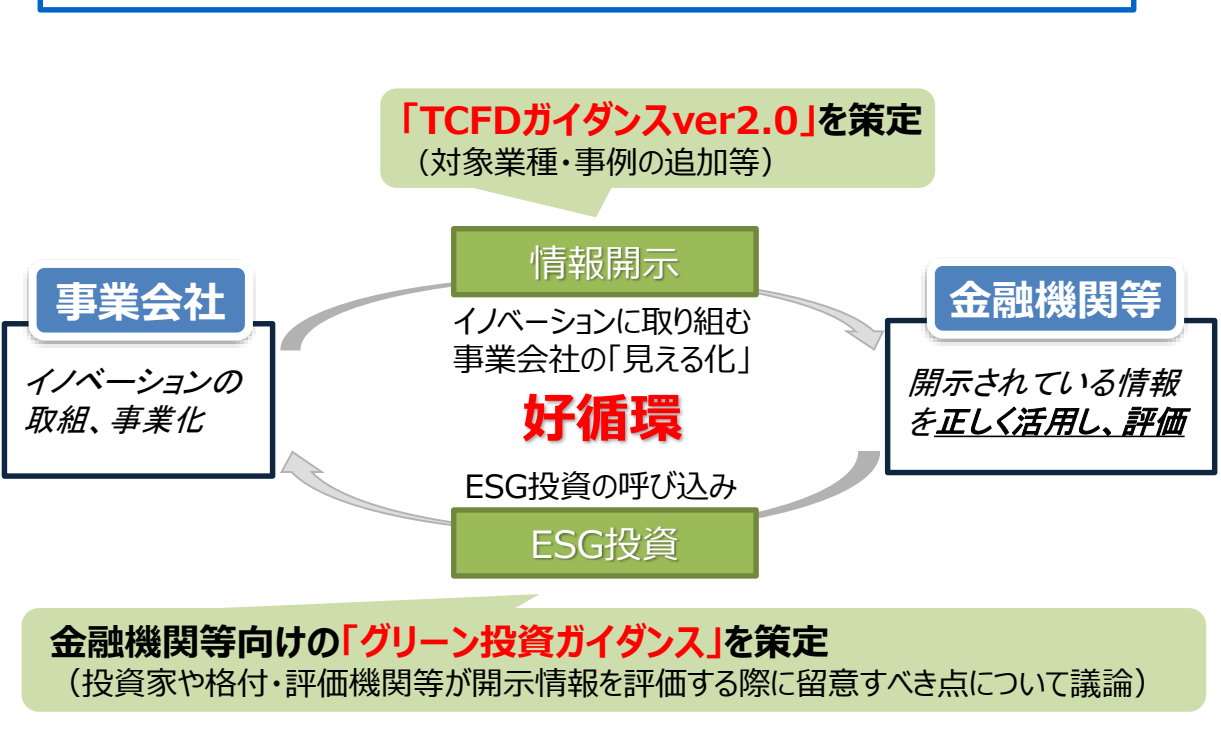 「TCFDガイダンスver2.0」を策定
（対象業種・事例の追加等）
情報開示
事業会社
金融機関等
イノベーションに取り組む
事業会社の「見える化」
イノベーションの
取組、事業化
開示されている情報
を正しく活用し、評価
好循環
ESG投資の呼び込み
ESG投資
金融機関等向けの「グリーン投資ガイダンス」を策定
（投資家や格付・評価機関等が開示情報を評価する際に留意すべき点について議論）